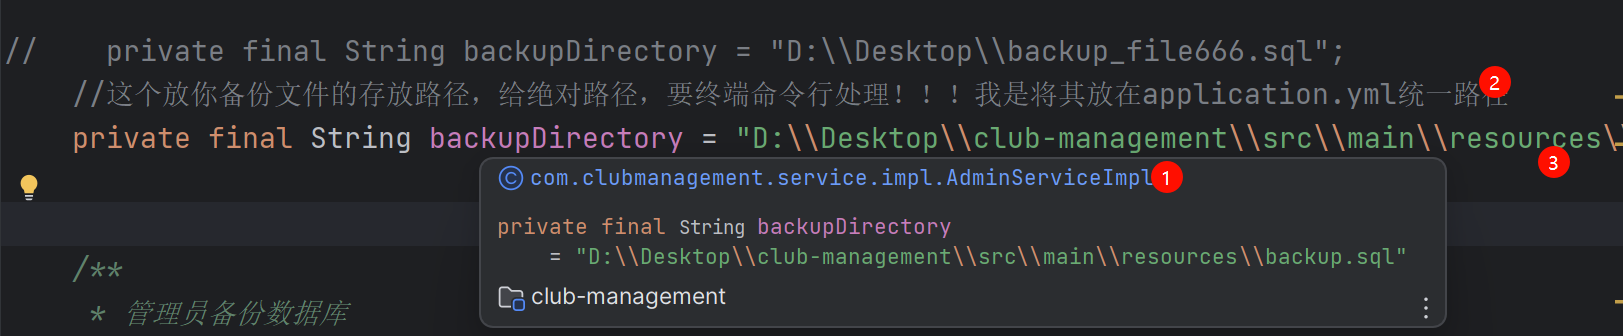 //    private final String backupDirectory = "D:\\Desktop\\backup_file666.sql";
//这个放你备份文件的存放路径，给绝对路径，要终端命令行处理！！！我是将其放在application.yml统一路径
2
private final String backupDirectory = "D:\\Desktop\\club-management\\src\\main\\resources\
3
com.clubmanagement.service.impl.AdminServiceImpl
1
private final String backupDirectory
= "D:\\Desktop\\club-management\\src\\main\\resources\\backup.sql"
club-management
/**
* 管理员备份数据库